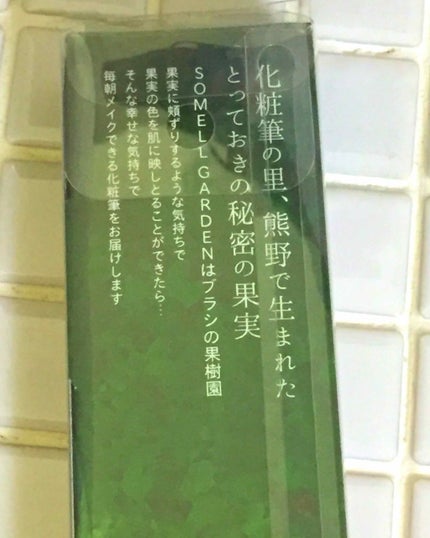 化粧筆の里、熊野で生まれた
とっておきの秘密の果実
SOMELL GARDENはブラシの果樹園
果実に頬ずりするような気持ちで
果実の色を肌に映しとることができたら…
そんな幸せな気持ちで
毎朝メイクできる化粧筆をお届けします